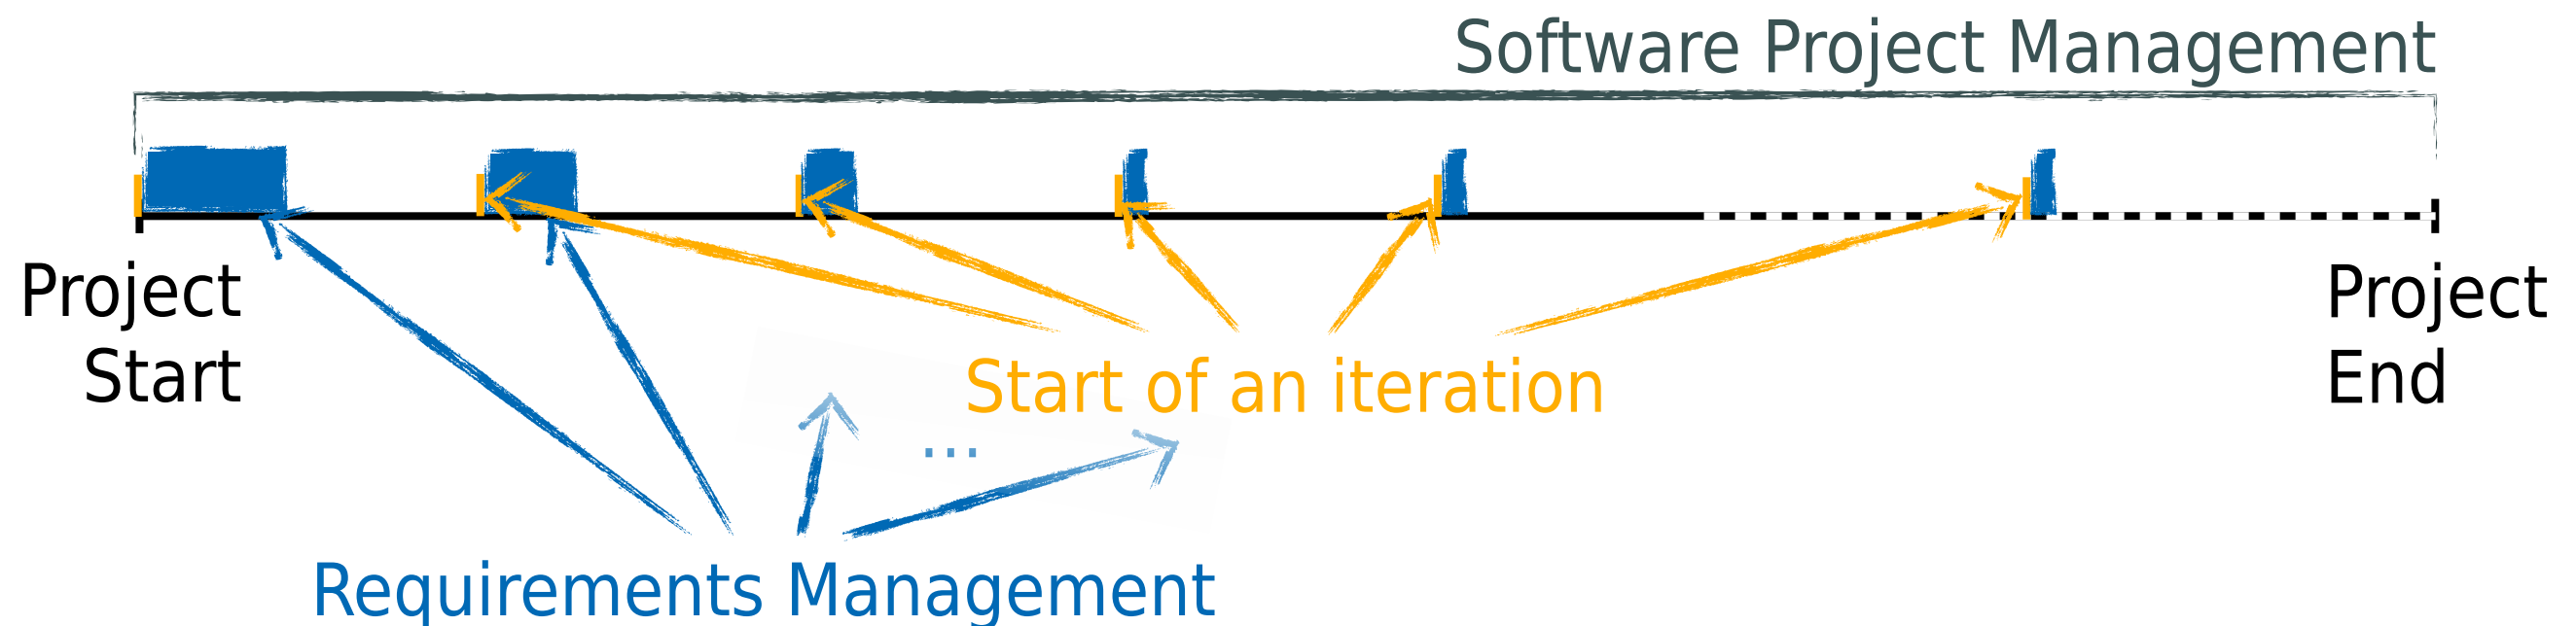 Software Project Management
Project
Start
Project
End
Start of an iteration
...
Requirements Management